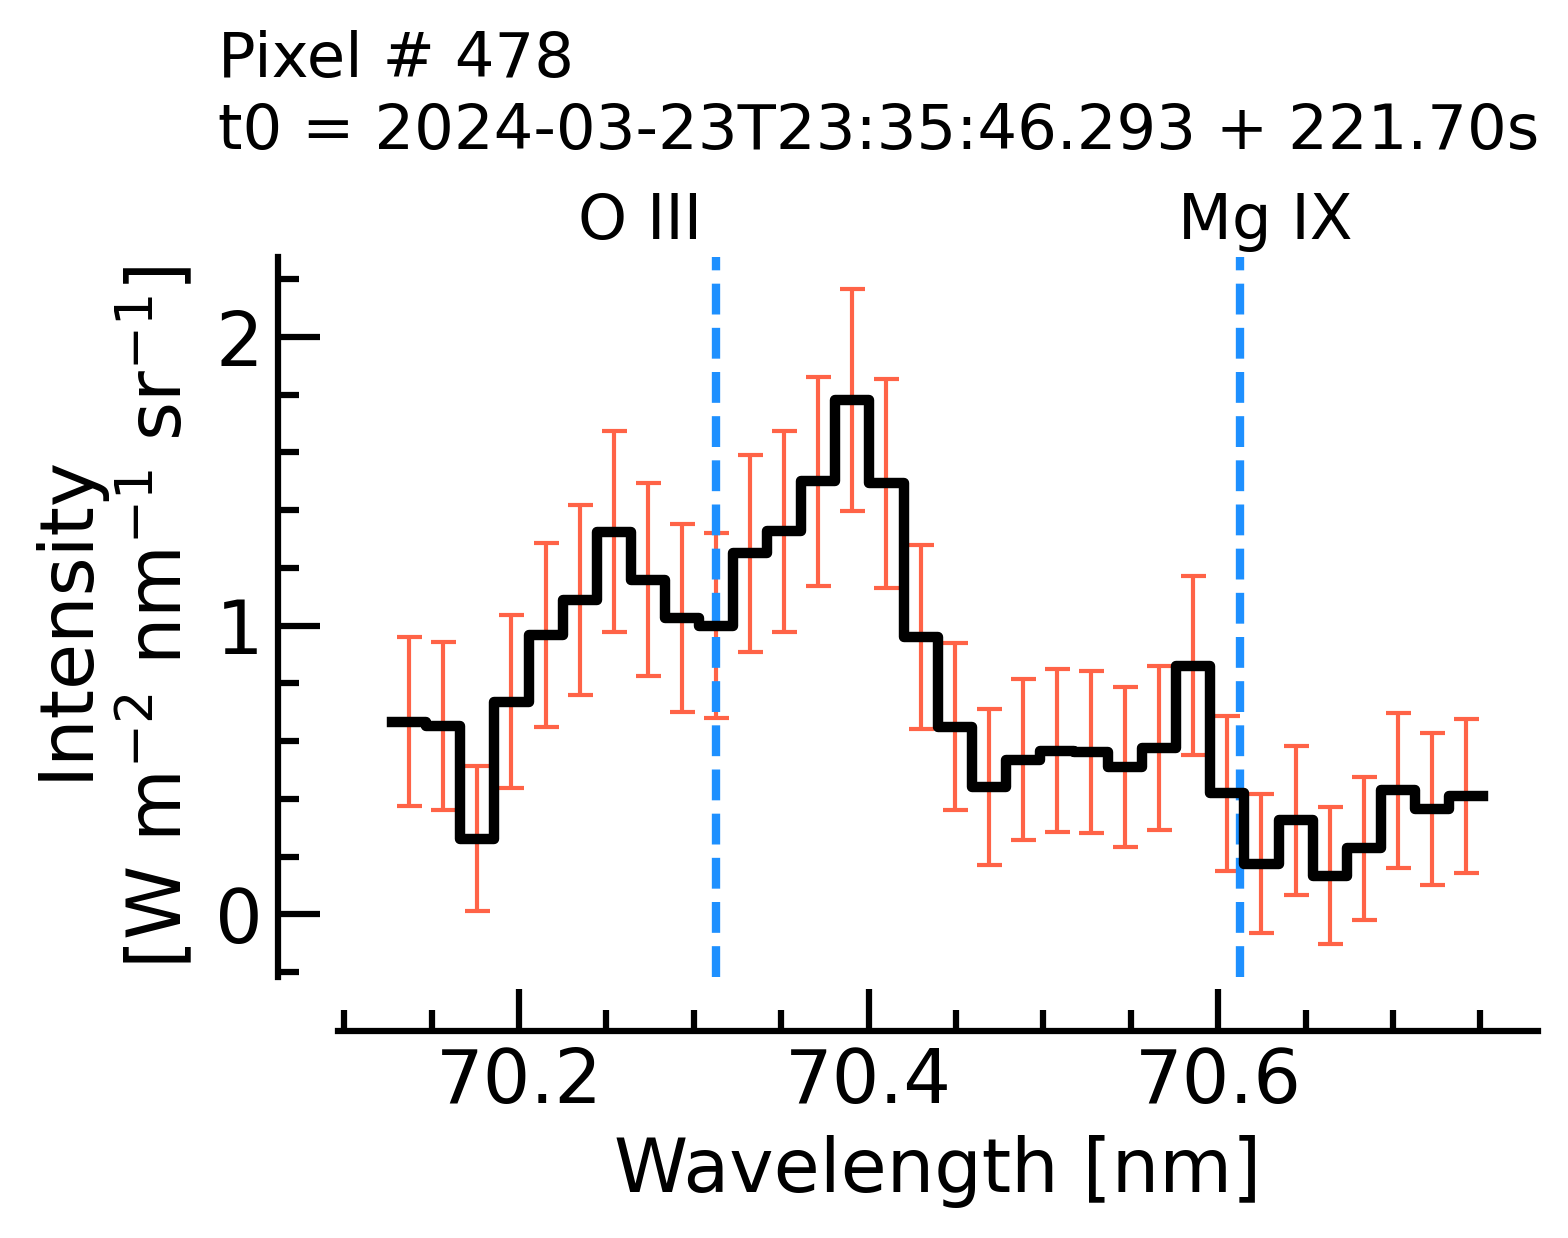 Pixel # 478
t0 = 2024-03-23T23:35:46.293 + 221.70s
O III
Mg IX
Intensity
[W m⁻² nm⁻¹ sr⁻¹]
2
1
0
70.2
70.4
70.6
Wavelength [nm]